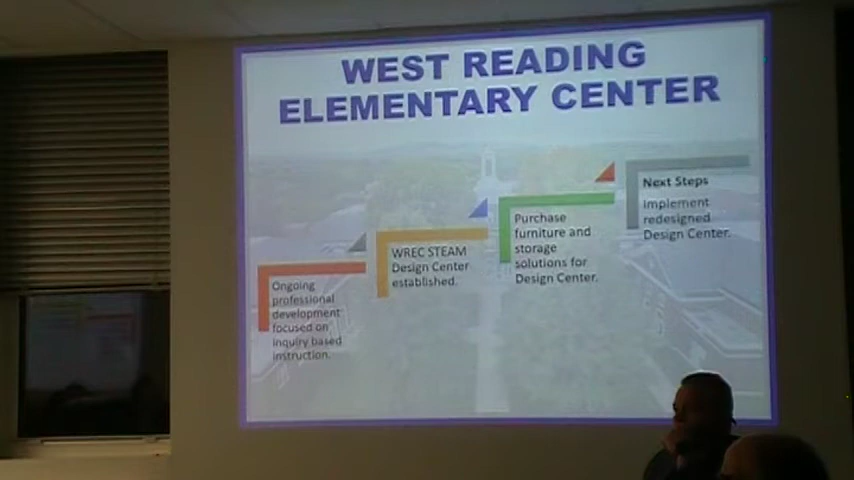 WEST READING
ELEMENTARY CENTER
Ongoing
professional
development
focused on
inquiry based
instruction.
WREC STEAM
Design Center
established.
Purchase
furniture and
storage
solutions for
Design Center.
Next Steps
Implement
redesigned
Design Center.